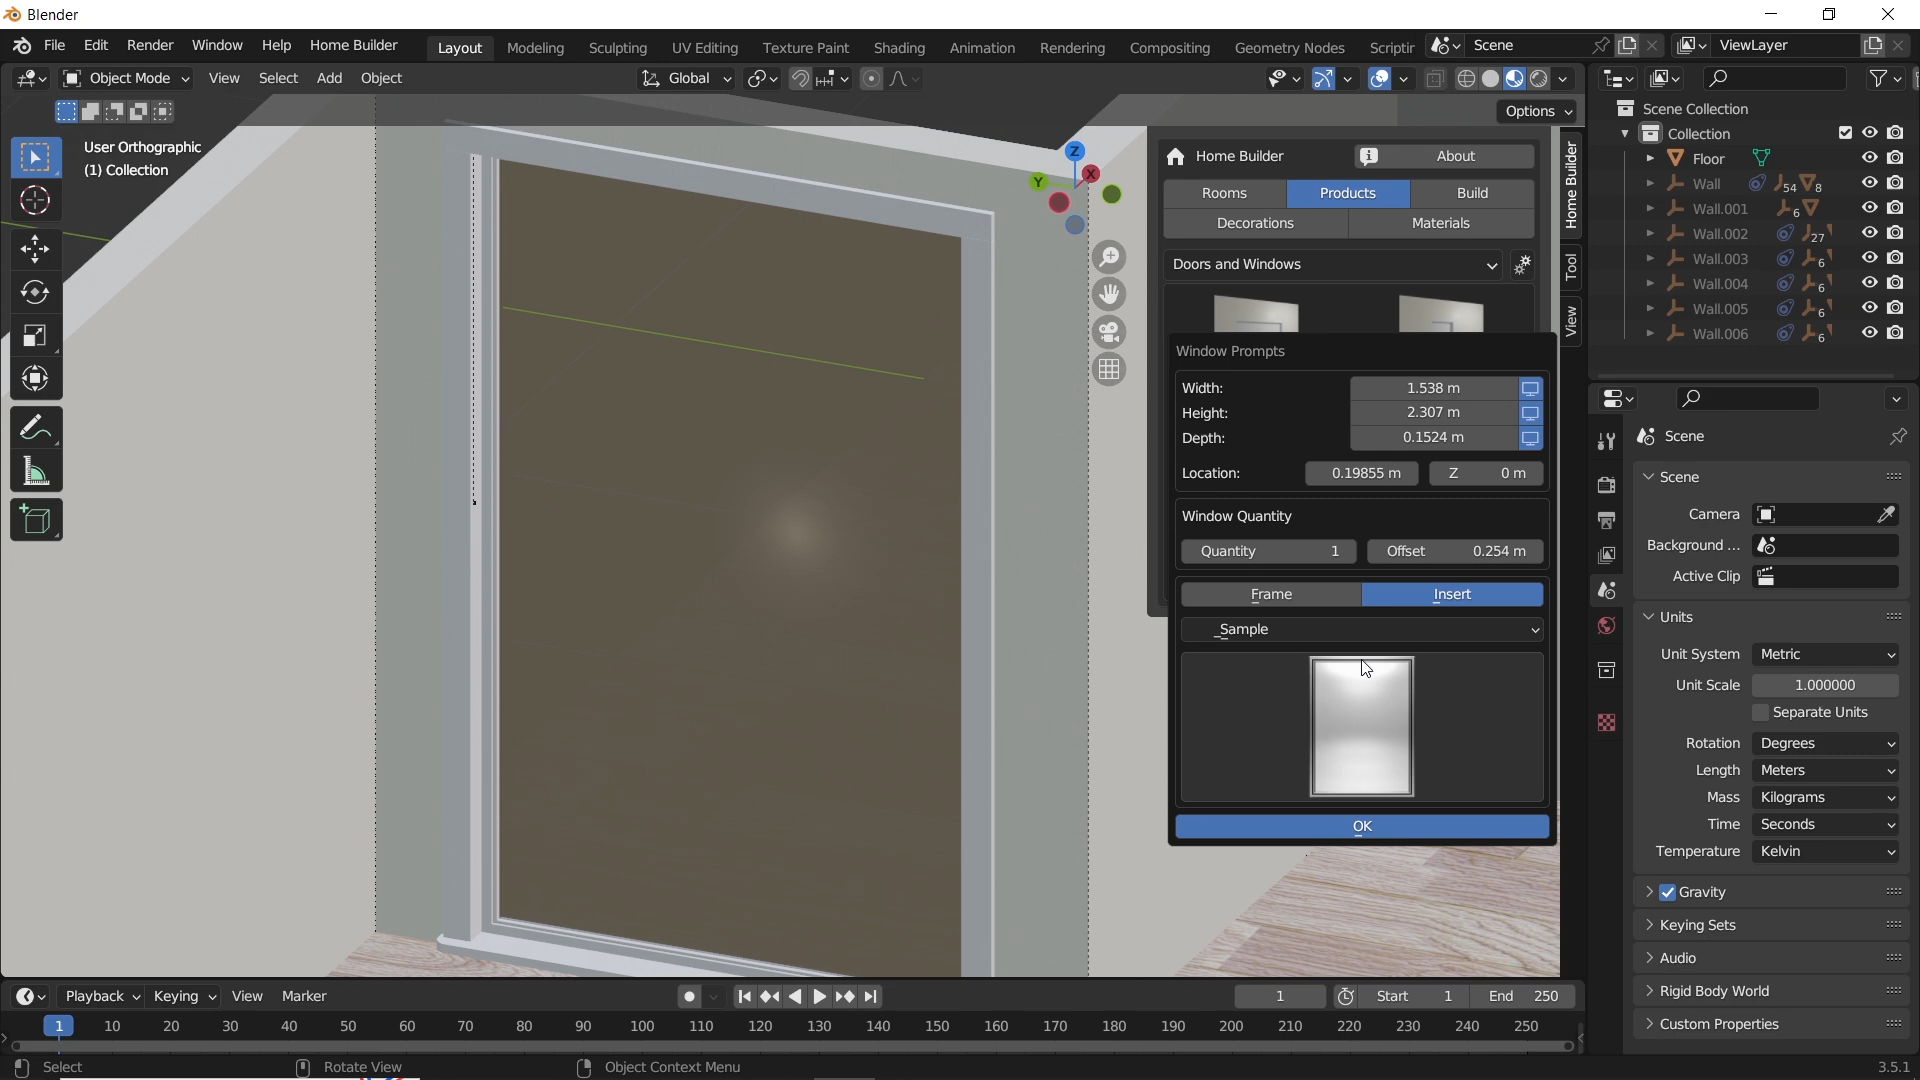 Blender
File Edit Render Window Help Home Builder Layout Modeling Sculpting UV Editing Texture Paint Shading Animation Rendering Compositing Geometry Nodes Scriptir Scene ViewLayer
Object Mode View Select Add Object Global
Options
User Orthographic
(1) Collection
Z
X
Y
Home Builder About
Rooms Products Build
Decorations Materials
Doors and Windows
Home Builder
Tool
View
Window Prompts
Width: 1.538 m
Height: 2.307 m
Depth: 0.1524 m
Location: 0.19855 m Z 0 m
Window Quantity
Quantity 1 Offset 0.254 m
Frame Insert
_Sample
OK
Scene Collection
Collection
Floor
Wall 54 8
Wall.001 6
Wall.002 27
Wall.003 6
Wall.004 6
Wall.005 6
Wall.006 6
Scene
Scene
Camera
Background ...
Active Clip
Units
Unit System Metric
Unit Scale 1.000000
Separate Units
Rotation Degrees
Length Meters
Mass Kilograms
Time Seconds
Temperature Kelvin
Gravity
Keying Sets
Audio
Rigid Body World
Custom Properties
Playback Keying View Marker 1 Start 1 End 250
1 10 20 30 40 50 60 70 80 90 100 110 120 130 140 150 160 170 180 190 200 210 220 230 240 250
Select Rotate View Object Context Menu 3.5.1